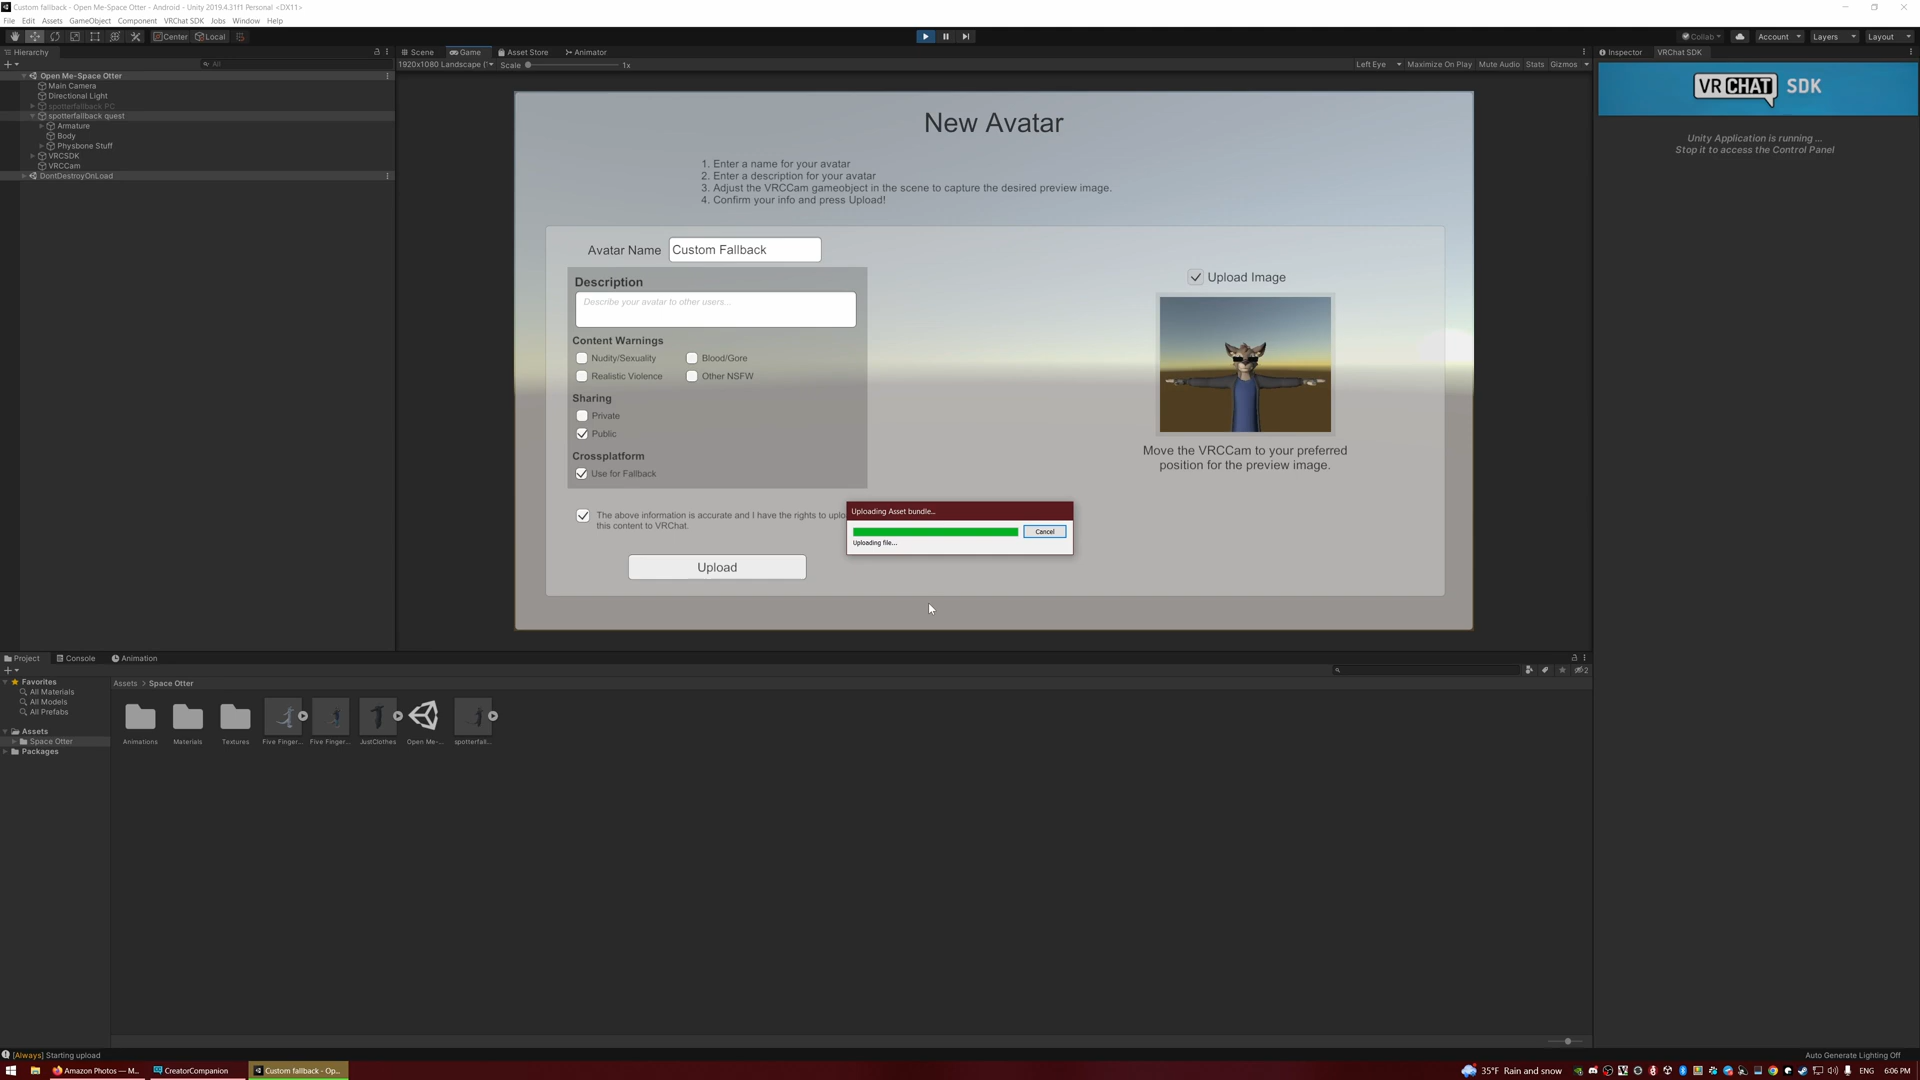 Custom fallback - Open Me-Space Otter - Android - Unity 2019.4.31f1 Personal <DX11>
File Edit Assets GameObject Component VRChat SDK Jobs Window Help
Center Local
Collab Account Layers Layout
Hierarchy
All
Open Me-Space Otter
Main Camera
Directional Light
spotterfallback PC
spotterfallback quest
Armature
Body
Physbone Stuff
VRCSDK
VRCCam
DontDestroyOnLoad
Scene Game Asset Store Animator
1920x1080 Landscape (' Scale 1x Left Eye Maximize On Play Mute Audio Stats Gizmos
New Avatar
1. Enter a name for your avatar
2. Enter a description for your avatar
3. Adjust the VRCCam gameobject in the scene to capture the desired preview image.
4. Confirm your info and press Upload!
Avatar Name Custom Fallback
Description
Describe your avatar to other users...
Content Warnings
Nudity/Sexuality Blood/Gore
Realistic Violence Other NSFW
Sharing
Private
Public
Crossplatform
Use for Fallback
The above information is accurate and I have the rights to uplo
this content to VRChat.
Upload
Upload Image
Move the VRCCam to your preferred
position for the preview image.
Uploading Asset bundle...
Cancel
Uploading file...
Inspector VRChat SDK
VRCHAT SDK
Unity Application is running ...
Stop it to access the Control Panel
Project Console Animation
2
Favorites
All Materials
All Models
All Prefabs
Assets
Space Otter
Packages
Assets > Space Otter
Animations Materials Textures Five Finger... Five Finger... JustClothes Open Me-... spotterfall...
[Always] Starting upload
Auto Generate Lighting Off
Amazon Photos — M... CreatorCompanion Custom fallback - Op...
35°F Rain and snow ENG 6:06 PM